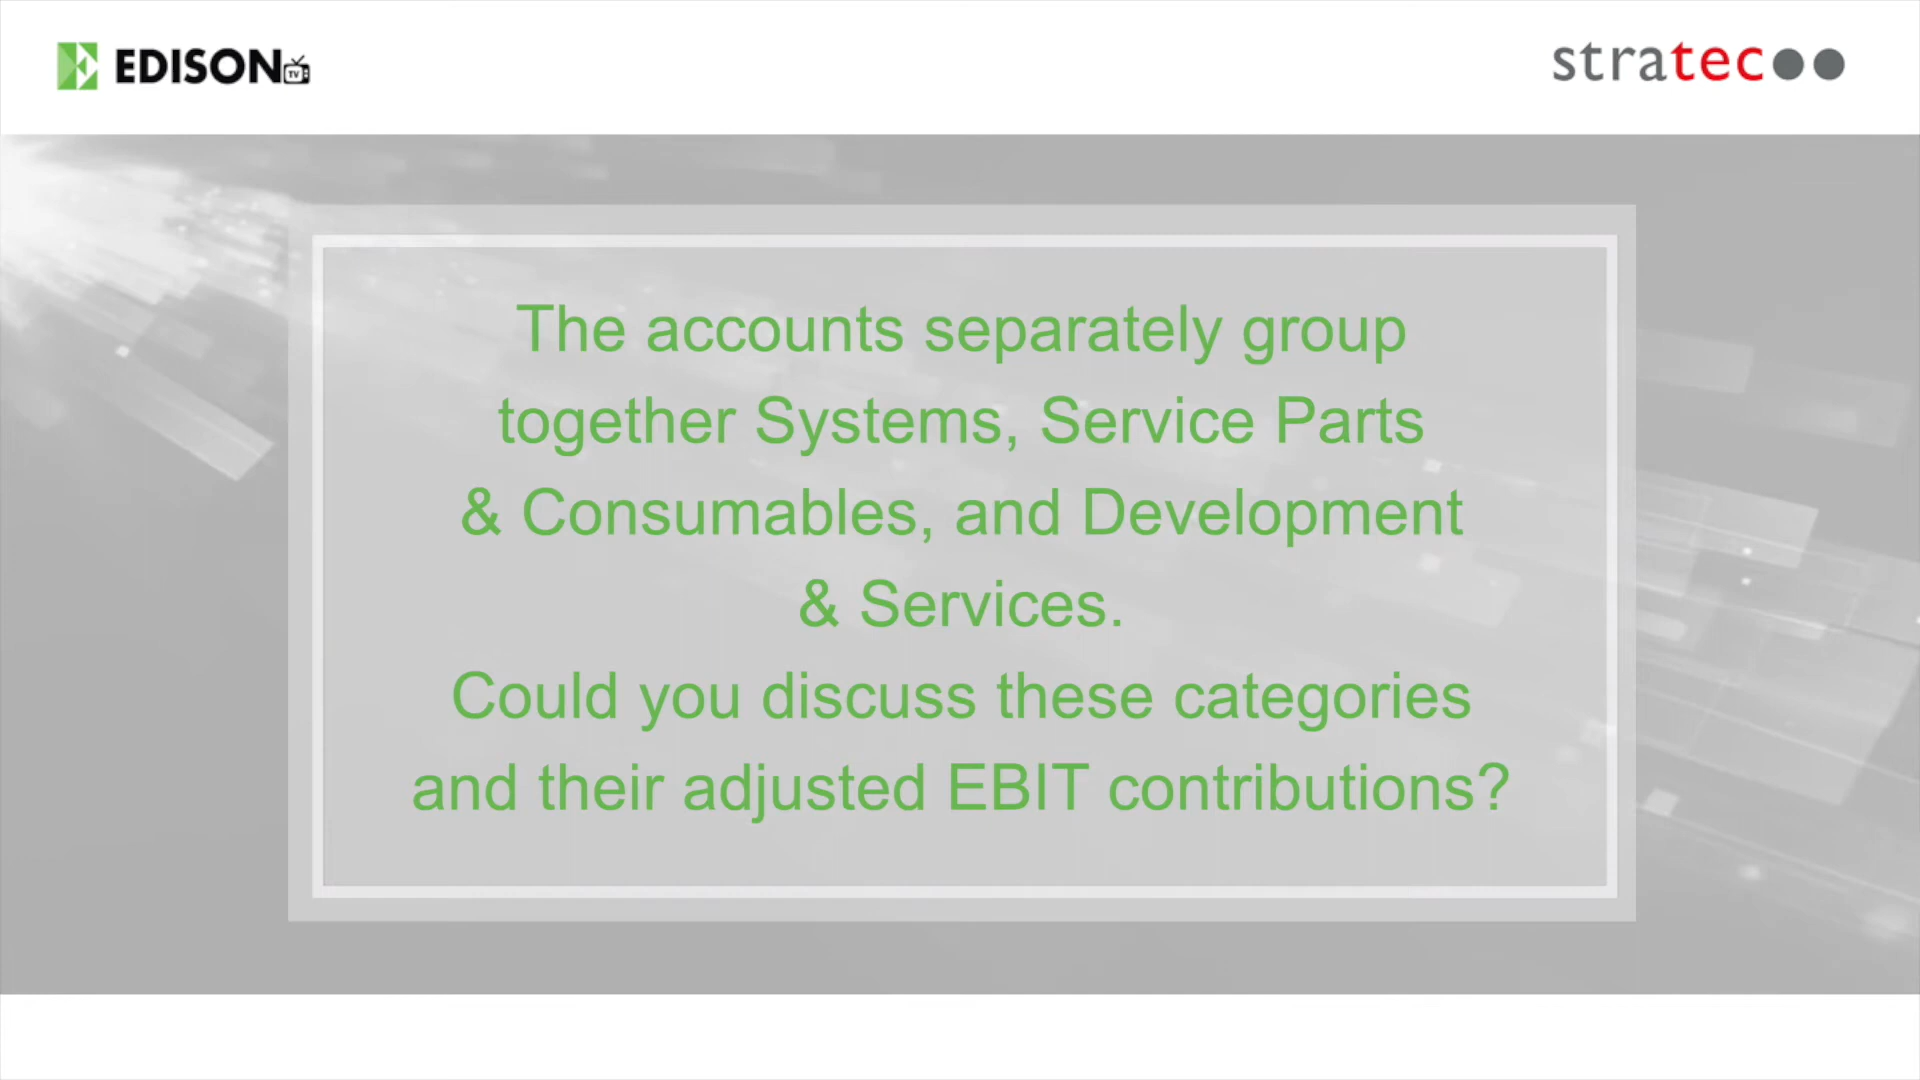 EDISON TV
stratec
The accounts separately group
together Systems, Service Parts
& Consumables, and Development
& Services.
Could you discuss these categories
and their adjusted EBIT contributions?